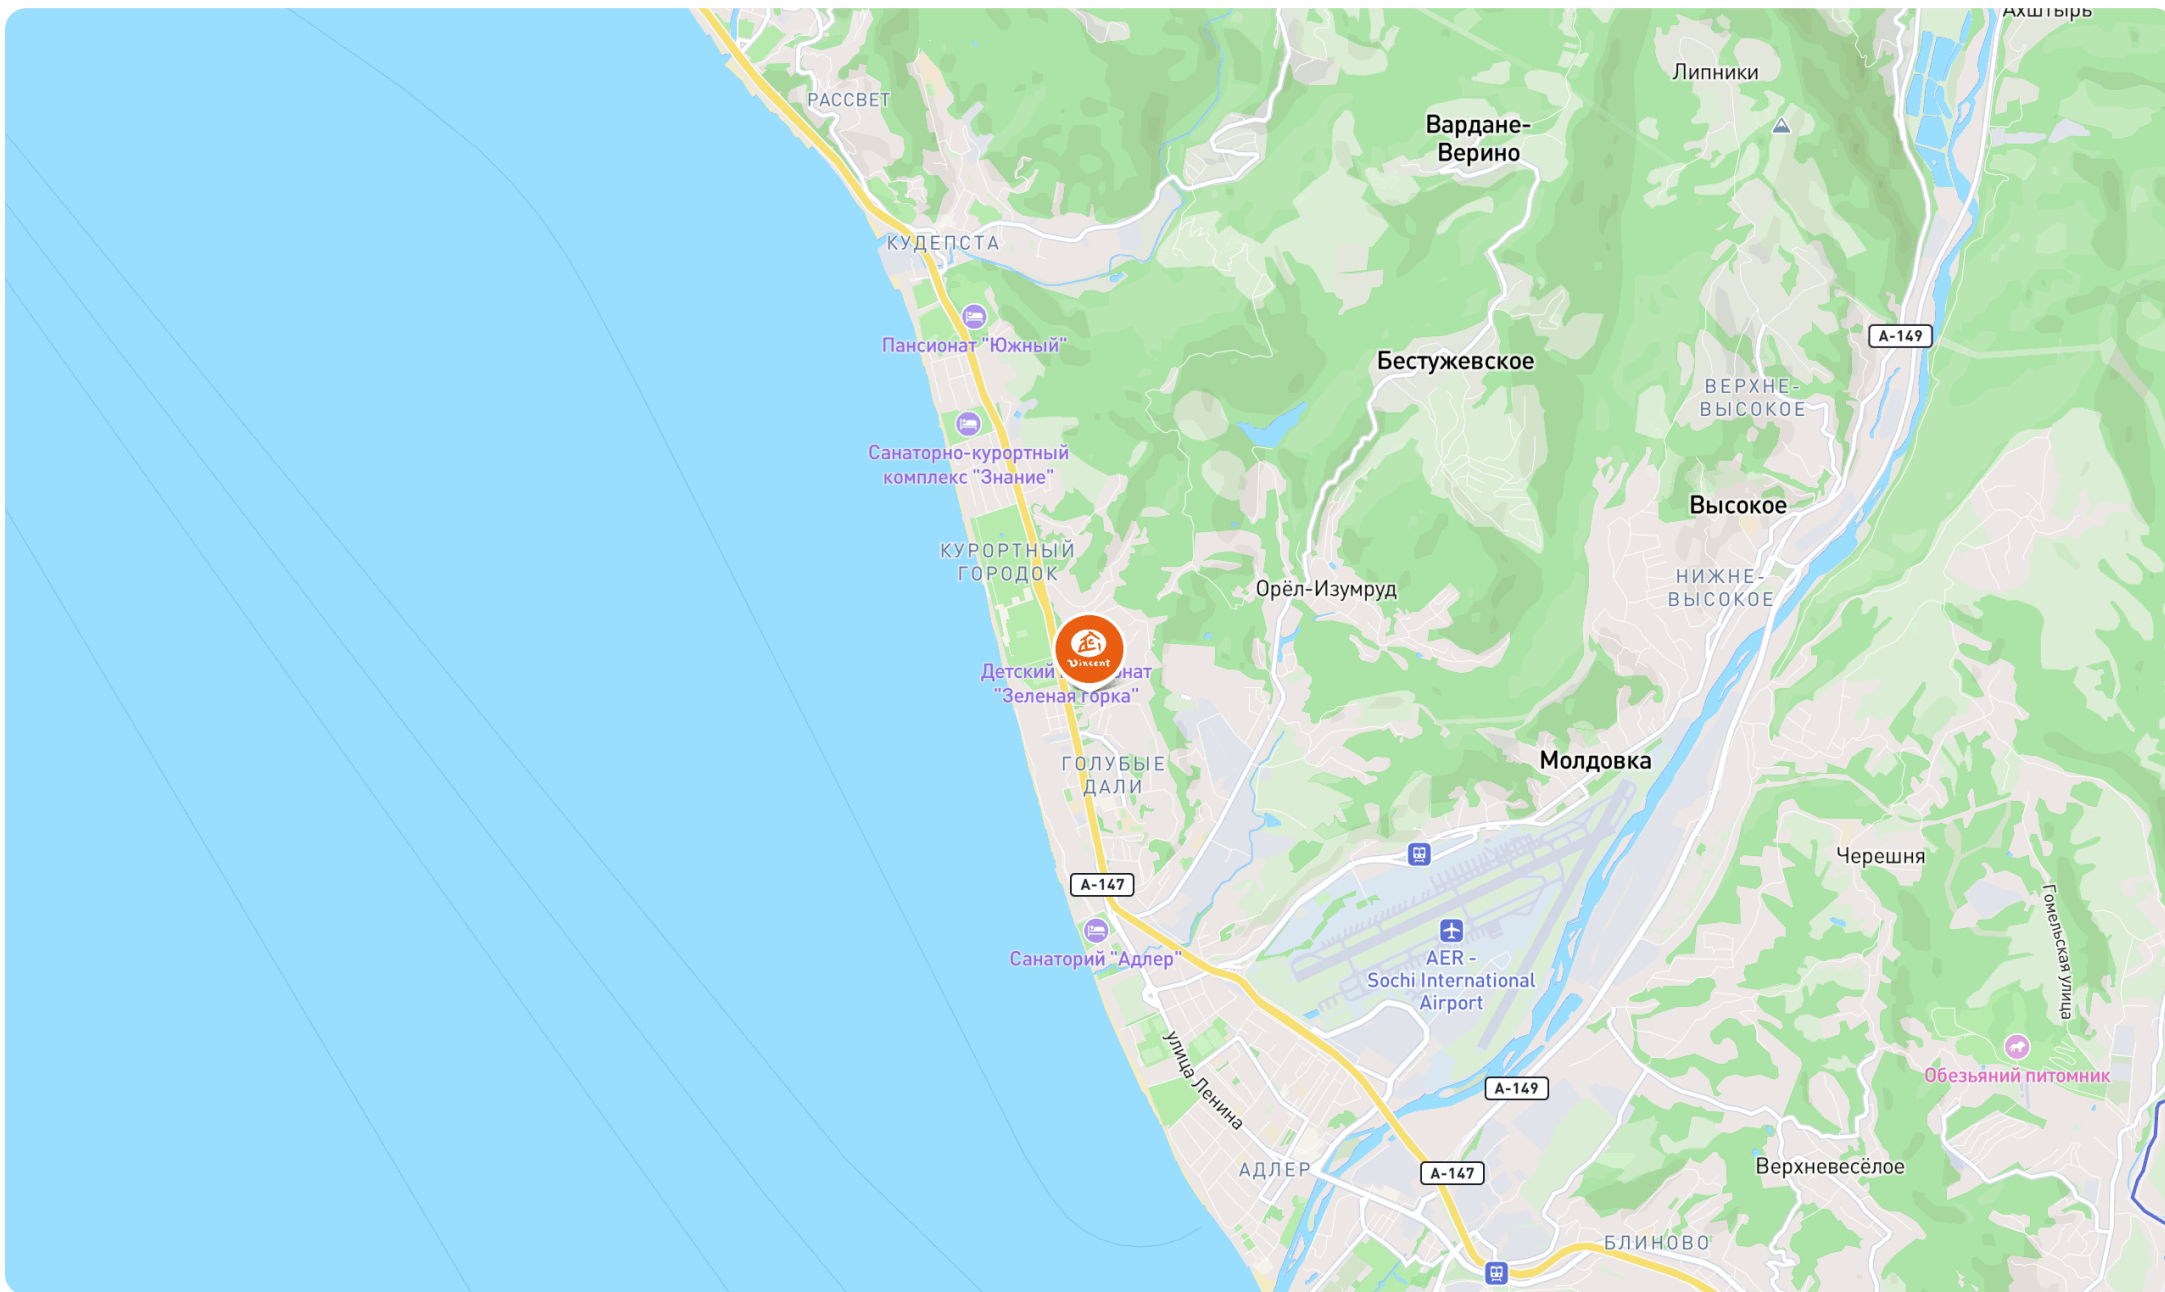 Ахштырь
Липники
РАССВЕТ
Вардане-
Верино
КУДЕПСТА
А-149
Пансионат "Южный"
Бестужевское
ВЕРХНЕ-
ВЫСОКОЕ
Санаторно-курортный
комплекс "Знание"
Высокое
КУРОРТНЫЙ
ГОРОДОК
НИЖНЕ-
ВЫСОКОЕ
Орёл-Изумруд
Vincent
Детский
"Зеленая горка"
ГОЛУБЫЕ
ДАЛИ
Молдовка
Черешня
А-147
Гомельская улица
Санаторий "Адлер"
AER -
Sochi International
Airport
улица Ленина
Обезьяний питомник
А-149
АДЛЕР
А-147
Верхневесёлое
БЛИНОВО